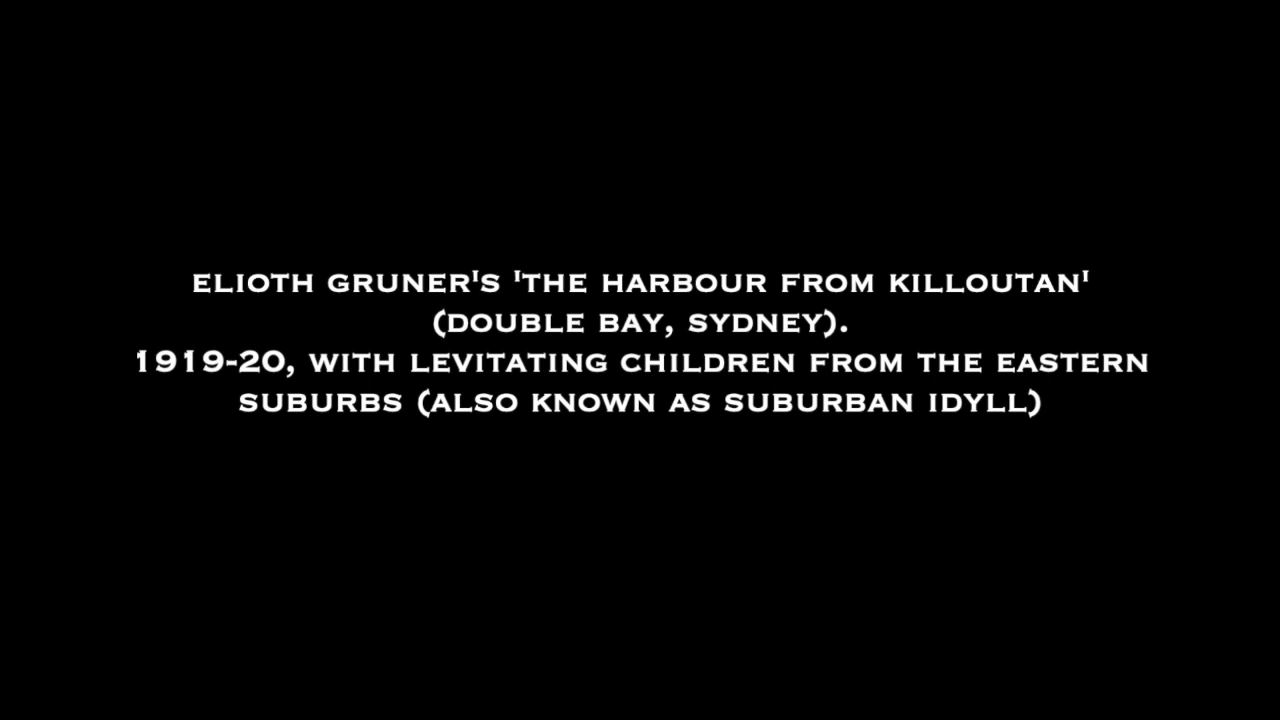 ELIOTH GRUNER'S 'THE HARBOUR FROM KILLOUTAN'
(DOUBLE BAY, SYDNEY).
1919-20, WITH LEVITATING CHILDREN FROM THE EASTERN
SUBURBS (ALSO KNOWN AS SUBURBAN IDYLL)